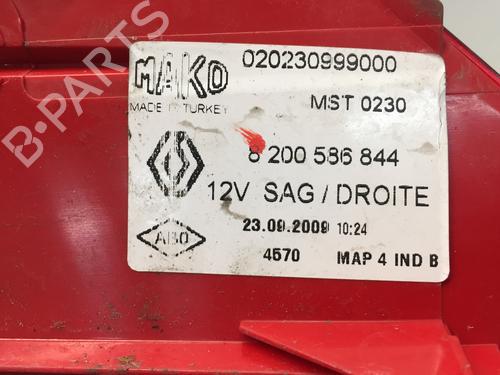 MAKO
020230999000
MADE IN TURKEY
MST 0230
8 200 586 844
12V SAG / DROITE
23.09.2009 10:24
ABO
4570 MAP 4 IND B
B-PARTS